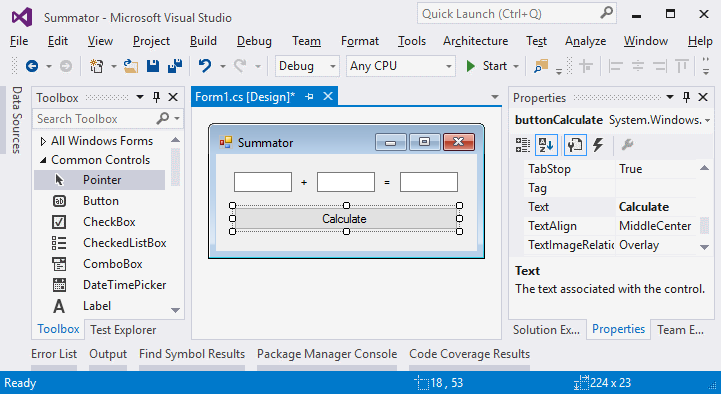 Summator - Microsoft Visual Studio
Quick Launch (Ctrl+Q)
File Edit View Project Build Debug Team Format Tools Architecture Test Analyze Window Help
Debug Any CPU Start
Data Sources
Toolbox
Search Toolbox
All Windows Forms
Common Controls
Pointer
Button
CheckBox
CheckedListBox
ComboBox
DateTimePicker
Label
Toolbox Test Explorer
Form1.cs [Design]*
Summator
+ =
Calculate
Properties
buttonCalculate System.Windows.
TabStop True
Tag
Text Calculate
TextAlign MiddleCenter
TextImageRelatio Overlay
Text
The text associated with the control.
Solution Ex... Properties Team E...
Error List Output Find Symbol Results Package Manager Console Code Coverage Results
Ready 18 , 53 224 x 23